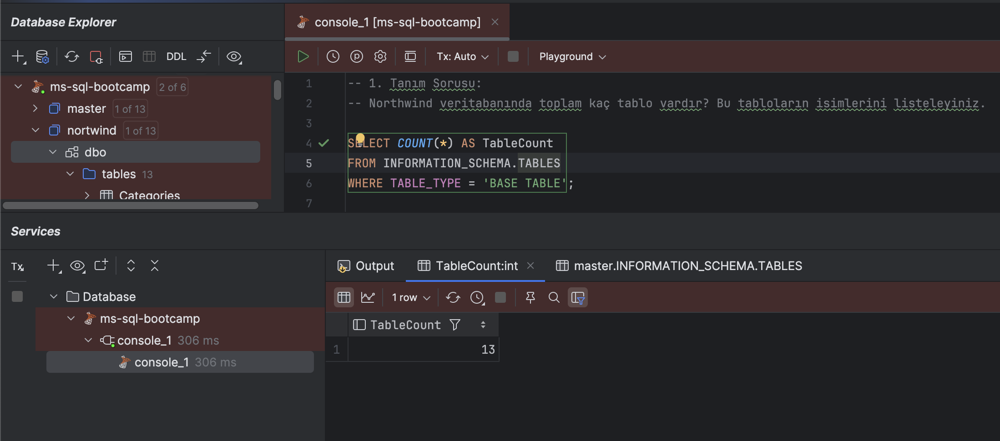 Database Explorer
console_1 [ms-sql-bootcamp]
DDL
Tx: Auto
Playground
ms-sql-bootcamp 2 of 6
master 1 of 13
nortwind 1 of 13
dbo
tables 13
Categories
1 -- 1. Tanım Sorusu:
2 -- Northwind veritabanında toplam kaç tablo vardır? Bu tabloların isimlerini listeleyiniz.
3
4 SELECT COUNT(*) AS TableCount
5 FROM INFORMATION_SCHEMA.TABLES
6 WHERE TABLE_TYPE = 'BASE TABLE';
7
Services
Tx
Database
ms-sql-bootcamp
console_1 306 ms
console_1 306 ms
Output
TableCount:int
master.INFORMATION_SCHEMA.TABLES
1 row
TableCount
1 13